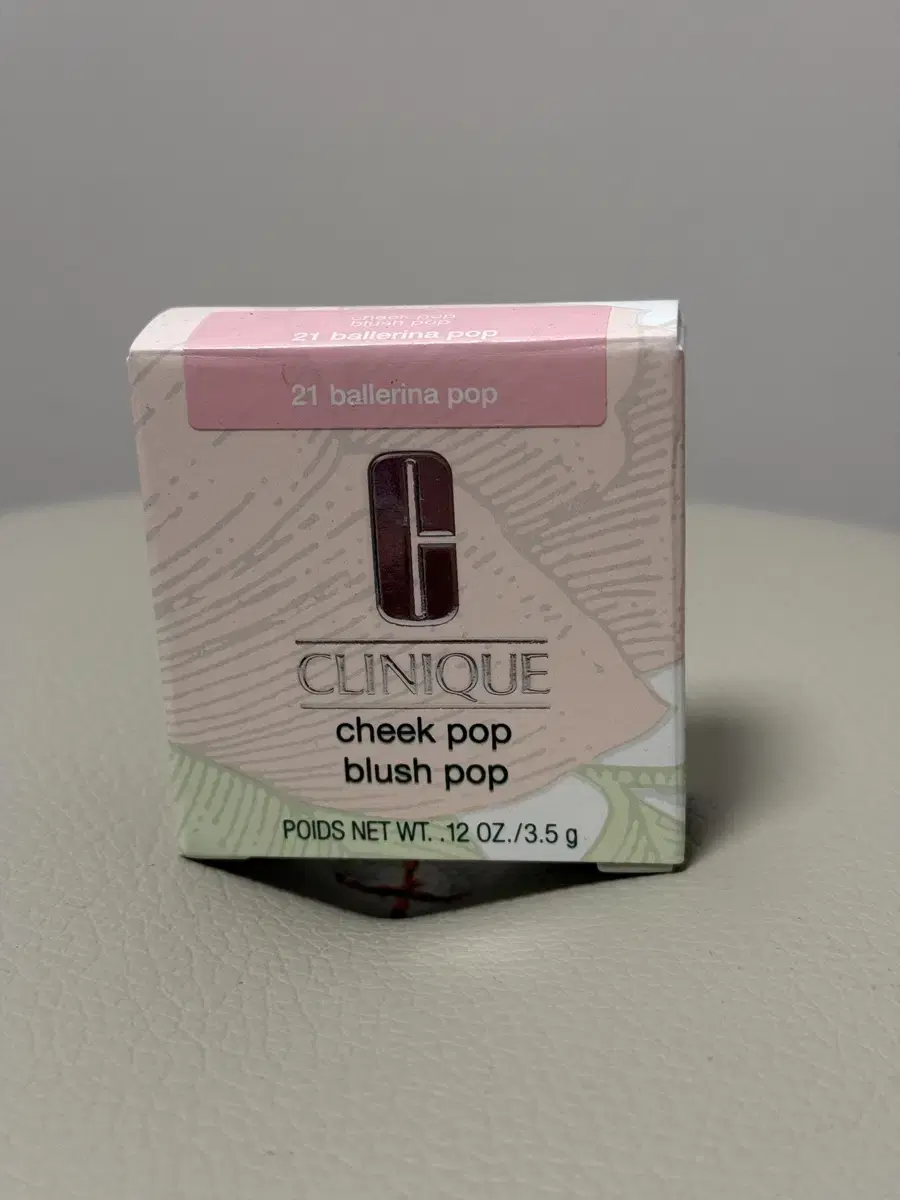 cheek pop
blush pop
21 ballerina pop
21 ballerina pop
CLINIQUE
cheek pop
blush pop
POIDS NET WT. .12 OZ./3.5 g